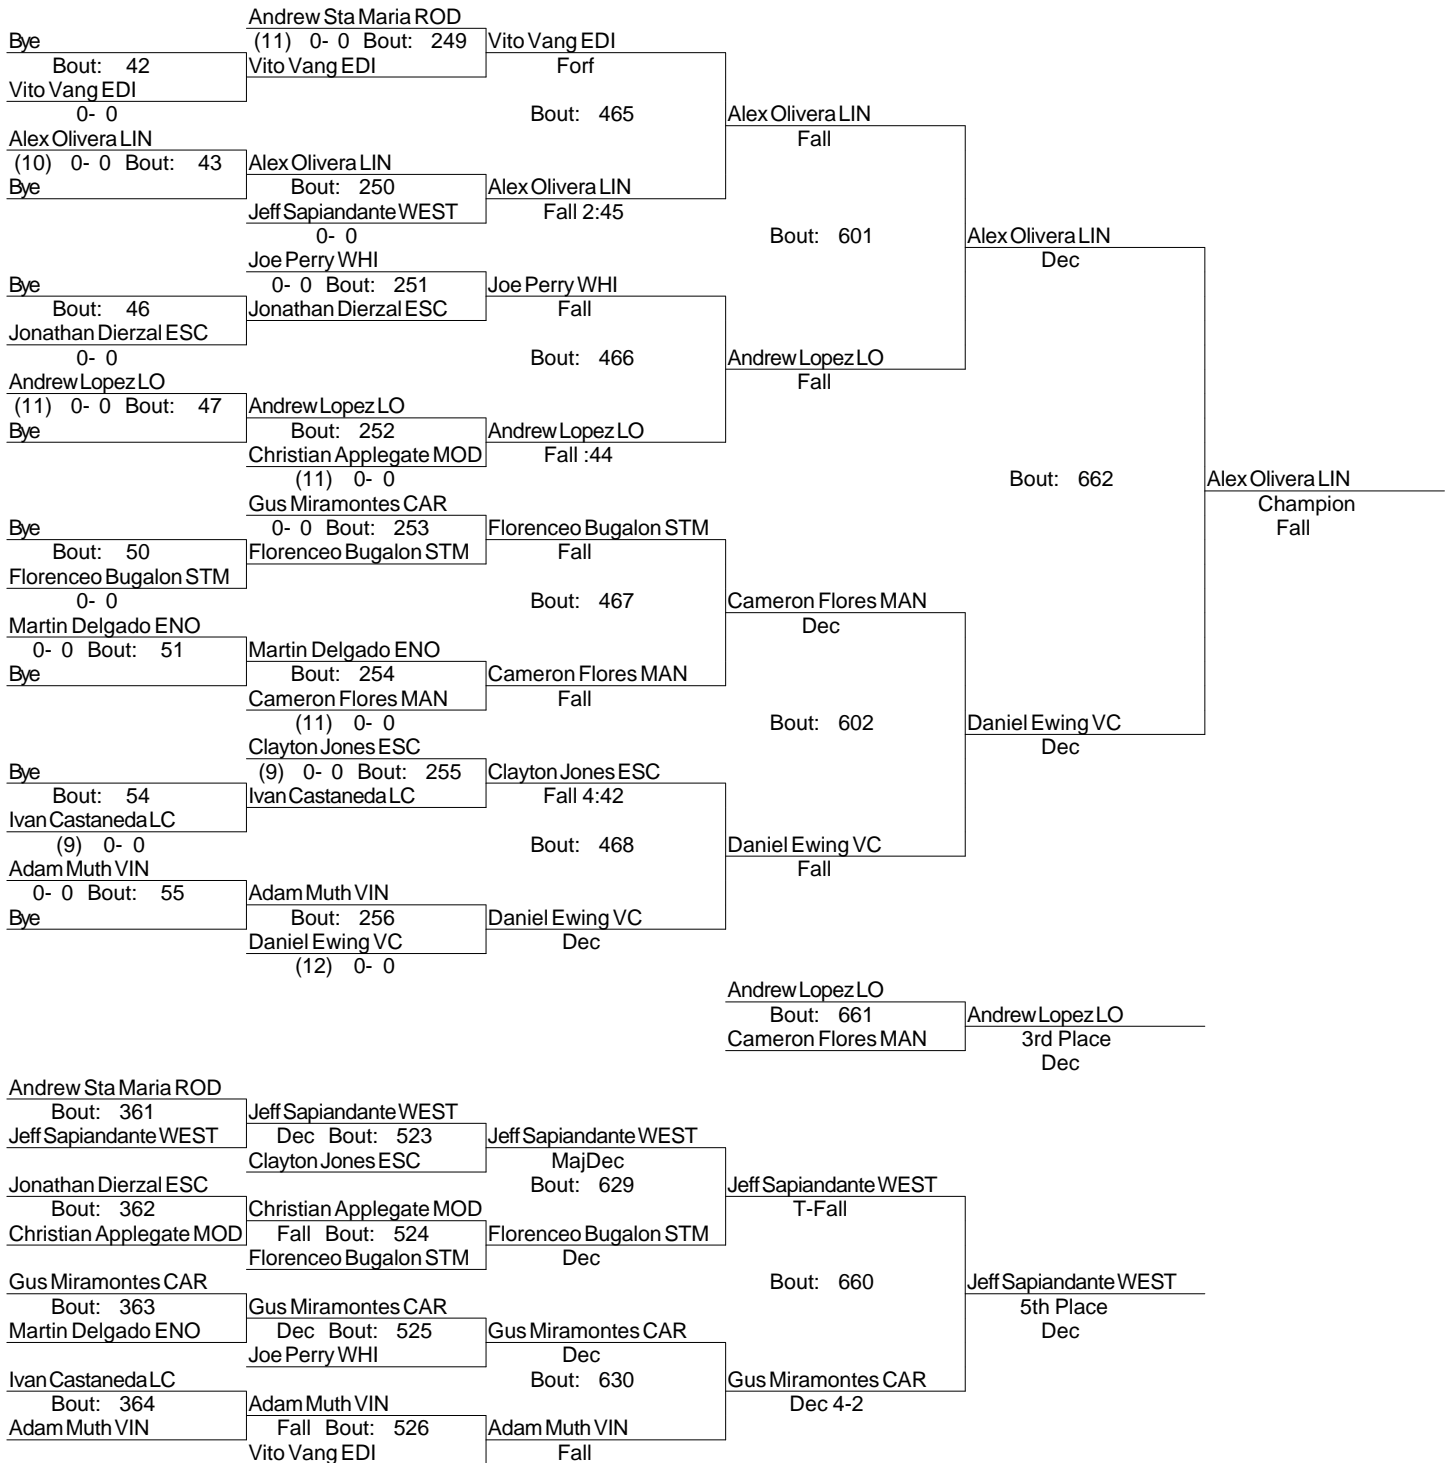 Andrew Sta Maria ROD
Bye
(11) 0- 0 Bout: 249
Vito Vang EDI
Bout: 42
Vito Vang EDI
Forf
Vito Vang EDI
0- 0
Bout: 465
Alex Olivera LIN
Alex Olivera LIN
Fall
(10) 0- 0 Bout: 43
Alex Olivera LIN
Bye
Bout: 250
Alex Olivera LIN
Jeff Sapiandante WEST
Fall 2:45
0- 0
Bout: 601
Alex Olivera LIN
Joe Perry WHI
Dec
Bye
0- 0 Bout: 251
Joe Perry WHI
Bout: 46
Jonathan Dierzal ESC
Fall
Jonathan Dierzal ESC
0- 0
Bout: 466
Andrew Lopez LO
Andrew Lopez LO
Fall
(11) 0- 0 Bout: 47
Andrew Lopez LO
Bye
Bout: 252
Andrew Lopez LO
Christian Applegate MOD
Fall :44
(11) 0- 0
Bout: 662
Alex Olivera LIN
Gus Miramontes CAR
Champion
Bye
0- 0 Bout: 253
Florenceo Bugalon STM
Fall
Bout: 50
Florenceo Bugalon STM
Fall
Florenceo Bugalon STM
0- 0
Bout: 467
Cameron Flores MAN
Martin Delgado ENO
Dec
0- 0 Bout: 51
Martin Delgado ENO
Bye
Bout: 254
Cameron Flores MAN
Cameron Flores MAN
Fall
(11) 0- 0
Bout: 602
Daniel Ewing VC
Clayton Jones ESC
Dec
Bye
(9) 0- 0 Bout: 255
Clayton Jones ESC
Bout: 54
Ivan Castaneda LC
Fall 4:42
Ivan Castaneda LC
(9) 0- 0
Bout: 468
Daniel Ewing VC
Adam Muth VIN
Fall
0- 0 Bout: 55
Adam Muth VIN
Bye
Bout: 256
Daniel Ewing VC
Daniel Ewing VC
Dec
(12) 0- 0
Andrew Lopez LO
Bout: 661
Andrew Lopez LO
Cameron Flores MAN
3rd Place
Dec
Andrew Sta Maria ROD
Bout: 361
Jeff Sapiandante WEST
Jeff Sapiandante WEST
Dec Bout: 523
Jeff Sapiandante WEST
Clayton Jones ESC
MajDec
Jonathan Dierzal ESC
Bout: 629
Jeff Sapiandante WEST
Bout: 362
Christian Applegate MOD
T-Fall
Christian Applegate MOD
Fall Bout: 524
Florenceo Bugalon STM
Florenceo Bugalon STM
Dec
Gus Miramontes CAR
Bout: 660
Jeff Sapiandante WEST
Bout: 363
Gus Miramontes CAR
5th Place
Martin Delgado ENO
Dec Bout: 525
Gus Miramontes CAR
Dec
Joe Perry WHI
Dec
Ivan Castaneda LC
Bout: 630
Gus Miramontes CAR
Bout: 364
Adam Muth VIN
Dec 4-2
Adam Muth VIN
Fall Bout: 526
Adam Muth VIN
Vito Vang EDI
Fall